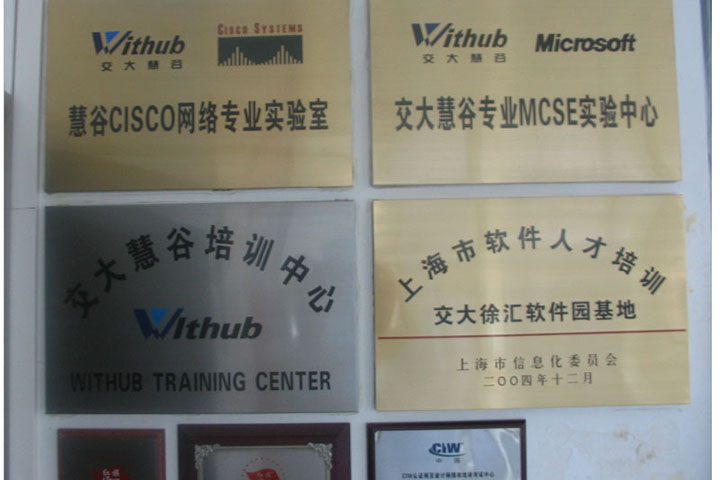 Withub
交大慧谷
CISCO SYSTEMS
慧谷CISCO网络专业实验室
Withub
交大慧谷
Microsoft
交大慧谷专业MCSE实验中心
交大慧谷培训中心
Withub
WITHUB TRAINING CENTER
上海市软件人才培训
交大徐汇软件园基地
上海市信息化委员会
二〇〇四年十二月
CIW
中国